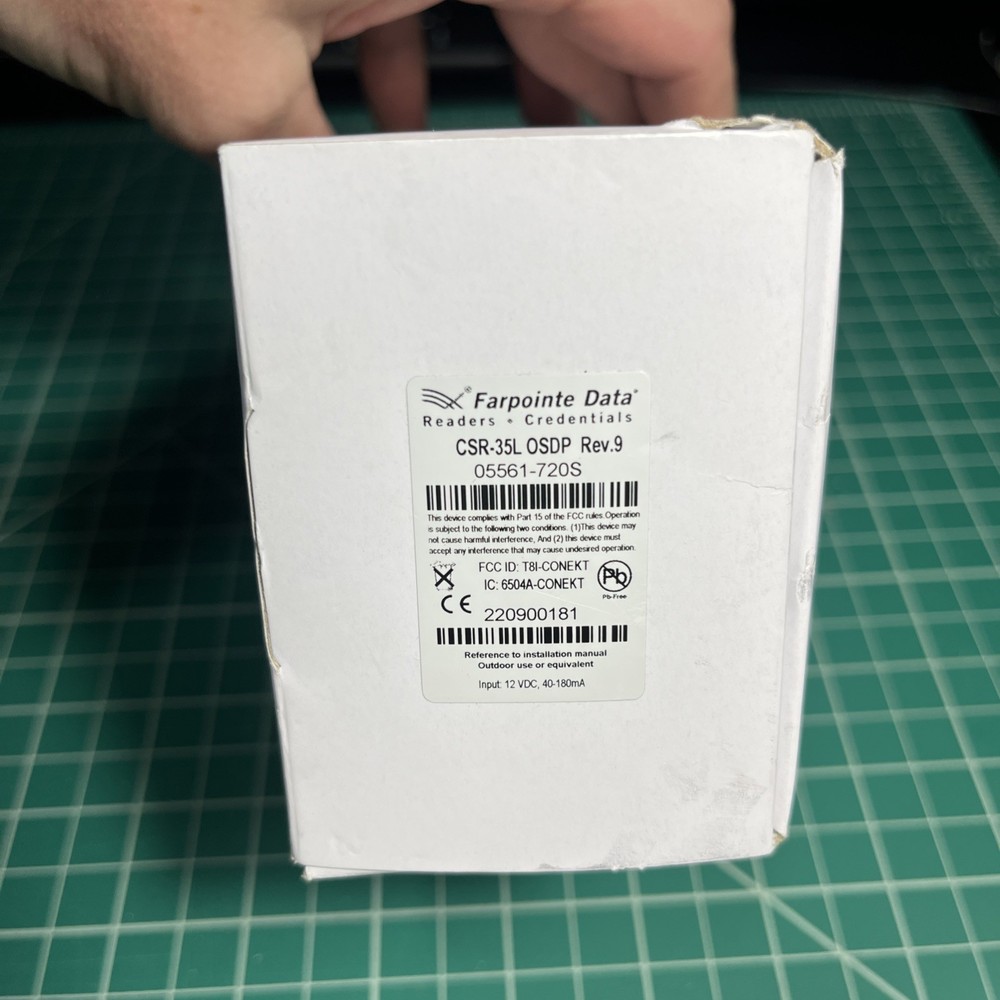 Farpointe Data®
Readers • Credentials
CSR-35L OSDP Rev.9
05561-720S
This device complies with Part 15 of the FCC rules.Operation
is subject to the following two conditions. (1)This device may
not cause harmful interference, And (2) this device must
accept any interference that may cause undesired operation.
FCC ID: T8I-CONEKT
IC: 6504A-CONEKT
Pb
Pb-Free
CE
220900181
Reference to installation manual
Outdoor use or equivalent
Input: 12 VDC, 40-180mA